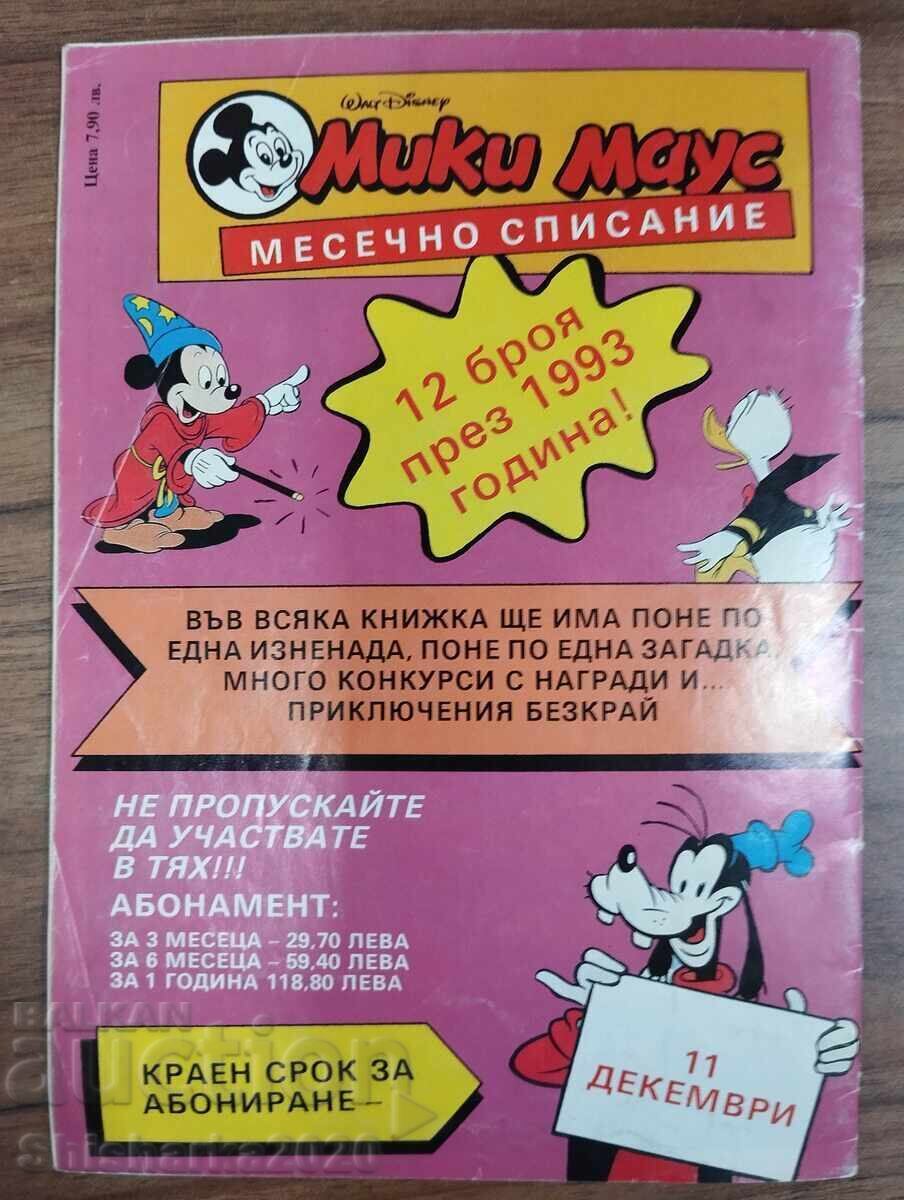 Цена 7,90 лв.
WALT DISNEY
Мики Маус
МЕСЕЧНО СПИСАНИЕ
12 броя
през 1993
година!
ВЪВ ВСЯКА КНИЖКА ЩЕ ИМА ПОНЕ ПО
ЕДНА ИЗНЕНАДА, ПОНЕ ПО ЕДНА ЗАГАДКА,
МНОГО КОНКУРСИ С НАГРАДИ И...
ПРИКЛЮЧЕНИЯ БЕЗКРАЙ
НЕ ПРОПУСКАЙТЕ
ДА УЧАСТВАТЕ
В ТЯХ!!!
АБОНАМЕНТ:
ЗА 3 МЕСЕЦА – 29,70 ЛЕВА
ЗА 6 МЕСЕЦА – 59,40 ЛЕВА
ЗА 1 ГОДИНА 118,80 ЛЕВА
КРАЕН СРОК ЗА
АБОНИРАНЕ –
11
ДЕКЕМВРИ
BALKAN
auction
Shisharka2020